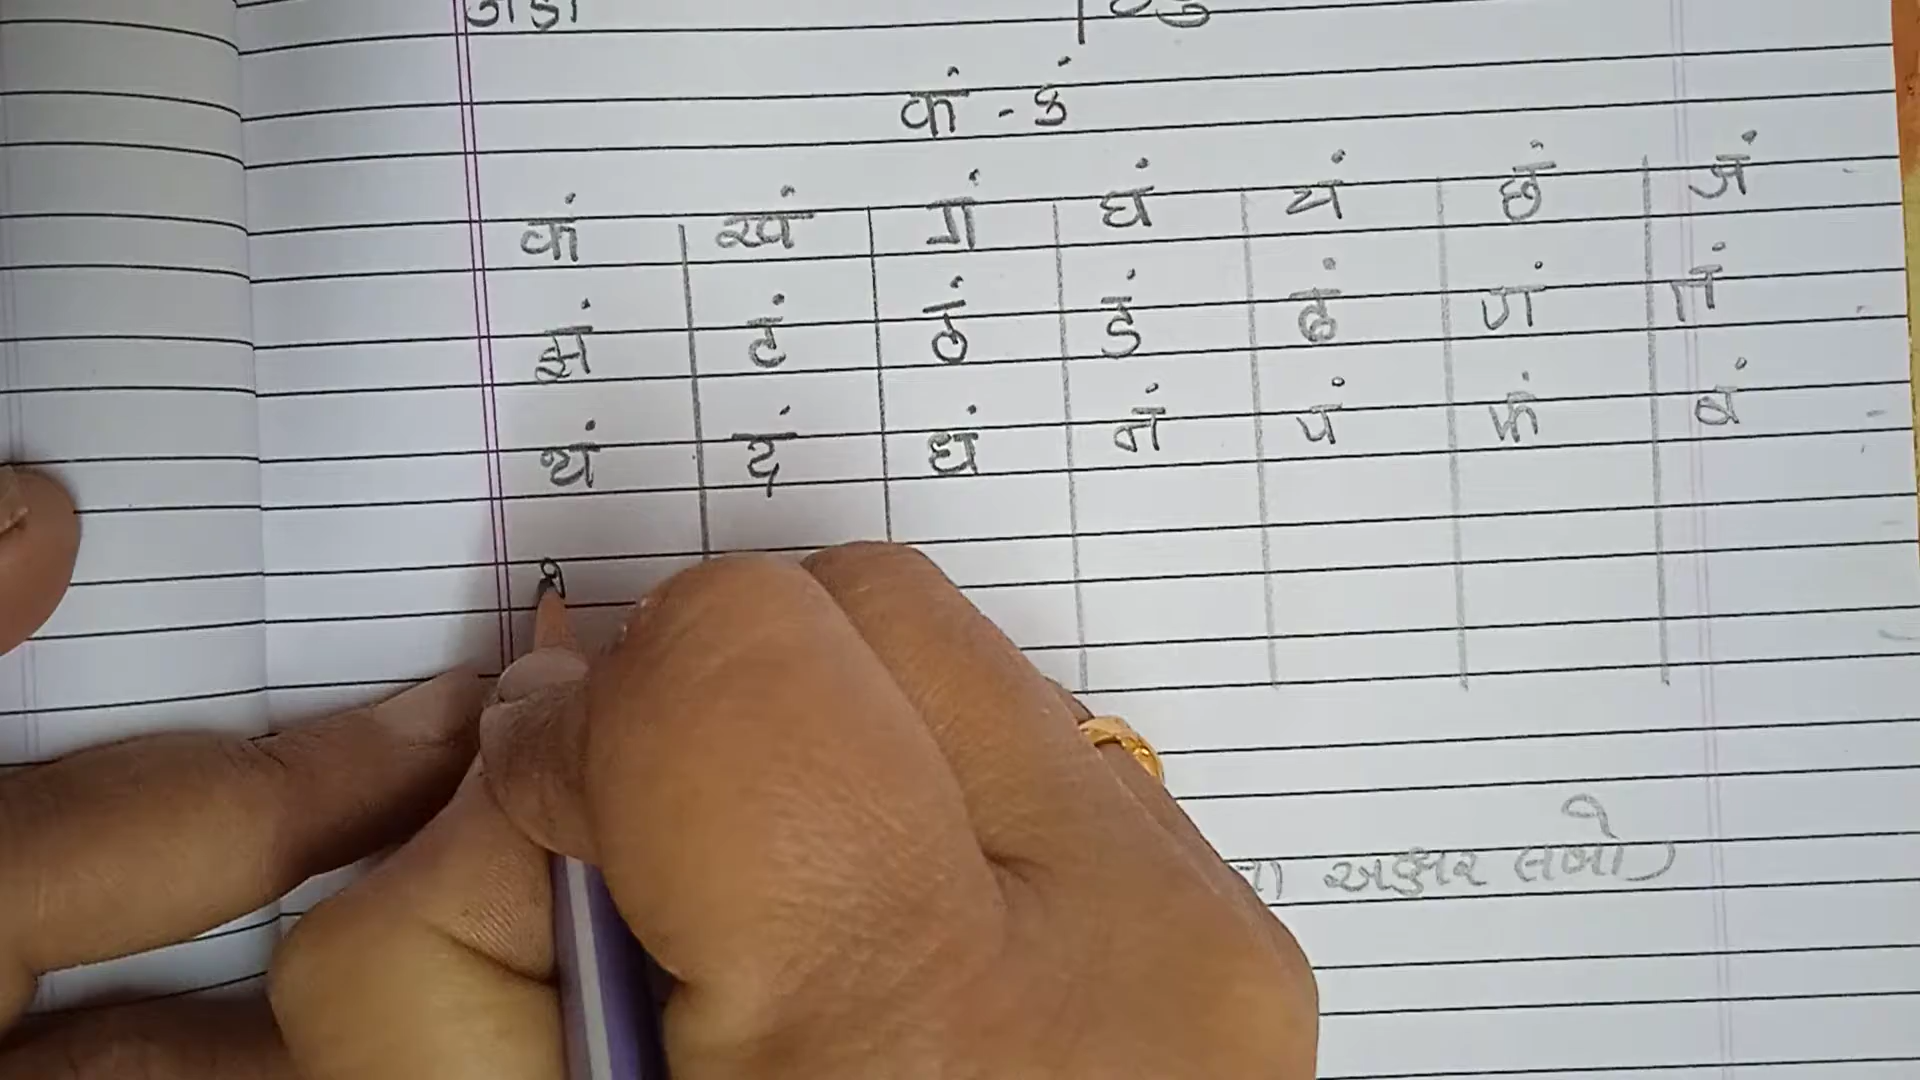 कं - કં
कं खं गं घं चं छं जं
झं टं ठं डं ढं णं तं
थं दं धं नं पं फं बं
અક્ષર લખો